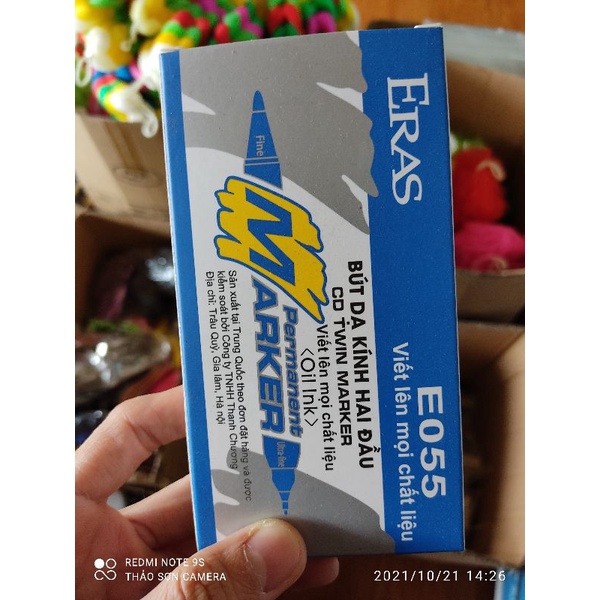 ERAS
E055
Viết lên mọi chất liệu
BÚT DẠ KÍNH HAI ĐẦU
CD TWIN MARKER
Viết lên mọi chất liệu
<Oil Ink>
Fine
MARKER
Permanent
Ultra-fine
Sản xuất tại Trung Quốc theo đơn đặt hàng và được
kiểm soát bởi Công ty TNHH Thanh Chương
Địa chỉ: Trâu Quỳ, Gia lâm, Hà nội
REDMI NOTE 9S
THẢO SƠN CAMERA
2021/10/21 14:26